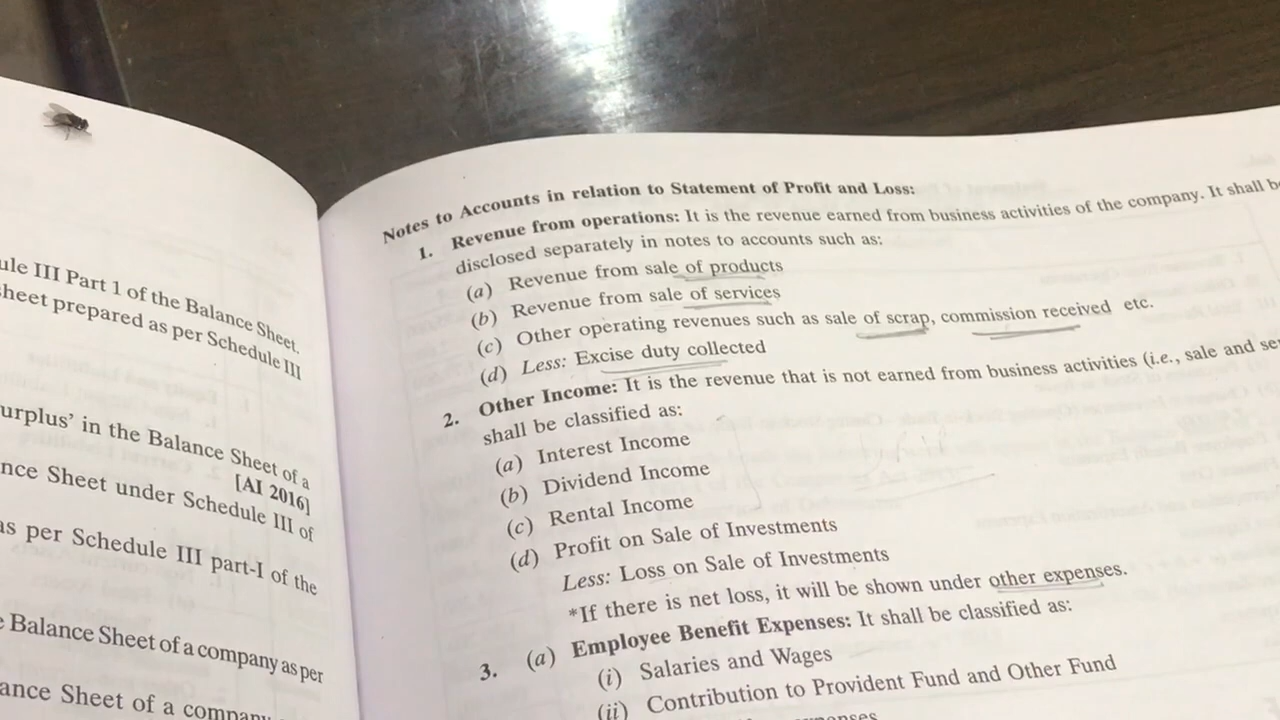 ule III Part 1 of the Balance Sheet.
heet prepared as per Schedule III
urplus' in the Balance Sheet of a
[AI 2016]
nce Sheet under Schedule III of
as per Schedule III part-I of the
Balance Sheet of a company as per
ance Sheet of a company
Notes to Accounts in relation to Statement of Profit and Loss:
1. Revenue from operations: It is the revenue earned from business activities of the company. It shall be
disclosed separately in notes to accounts such as:
(a) Revenue from sale of products
(b) Revenue from sale of services
(c) Other operating revenues such as sale of scrap, commission received etc.
(d) Less: Excise duty collected
2. Other Income: It is the revenue that is not earned from business activities (i.e., sale and se
shall be classified as:
(a) Interest Income
(b) Dividend Income
(c) Rental Income
(d) Profit on Sale of Investments
Less: Loss on Sale of Investments
*If there is net loss, it will be shown under other expenses.
3. (a) Employee Benefit Expenses: It shall be classified as:
(i) Salaries and Wages
(ii) Contribution to Provident Fund and Other Fund